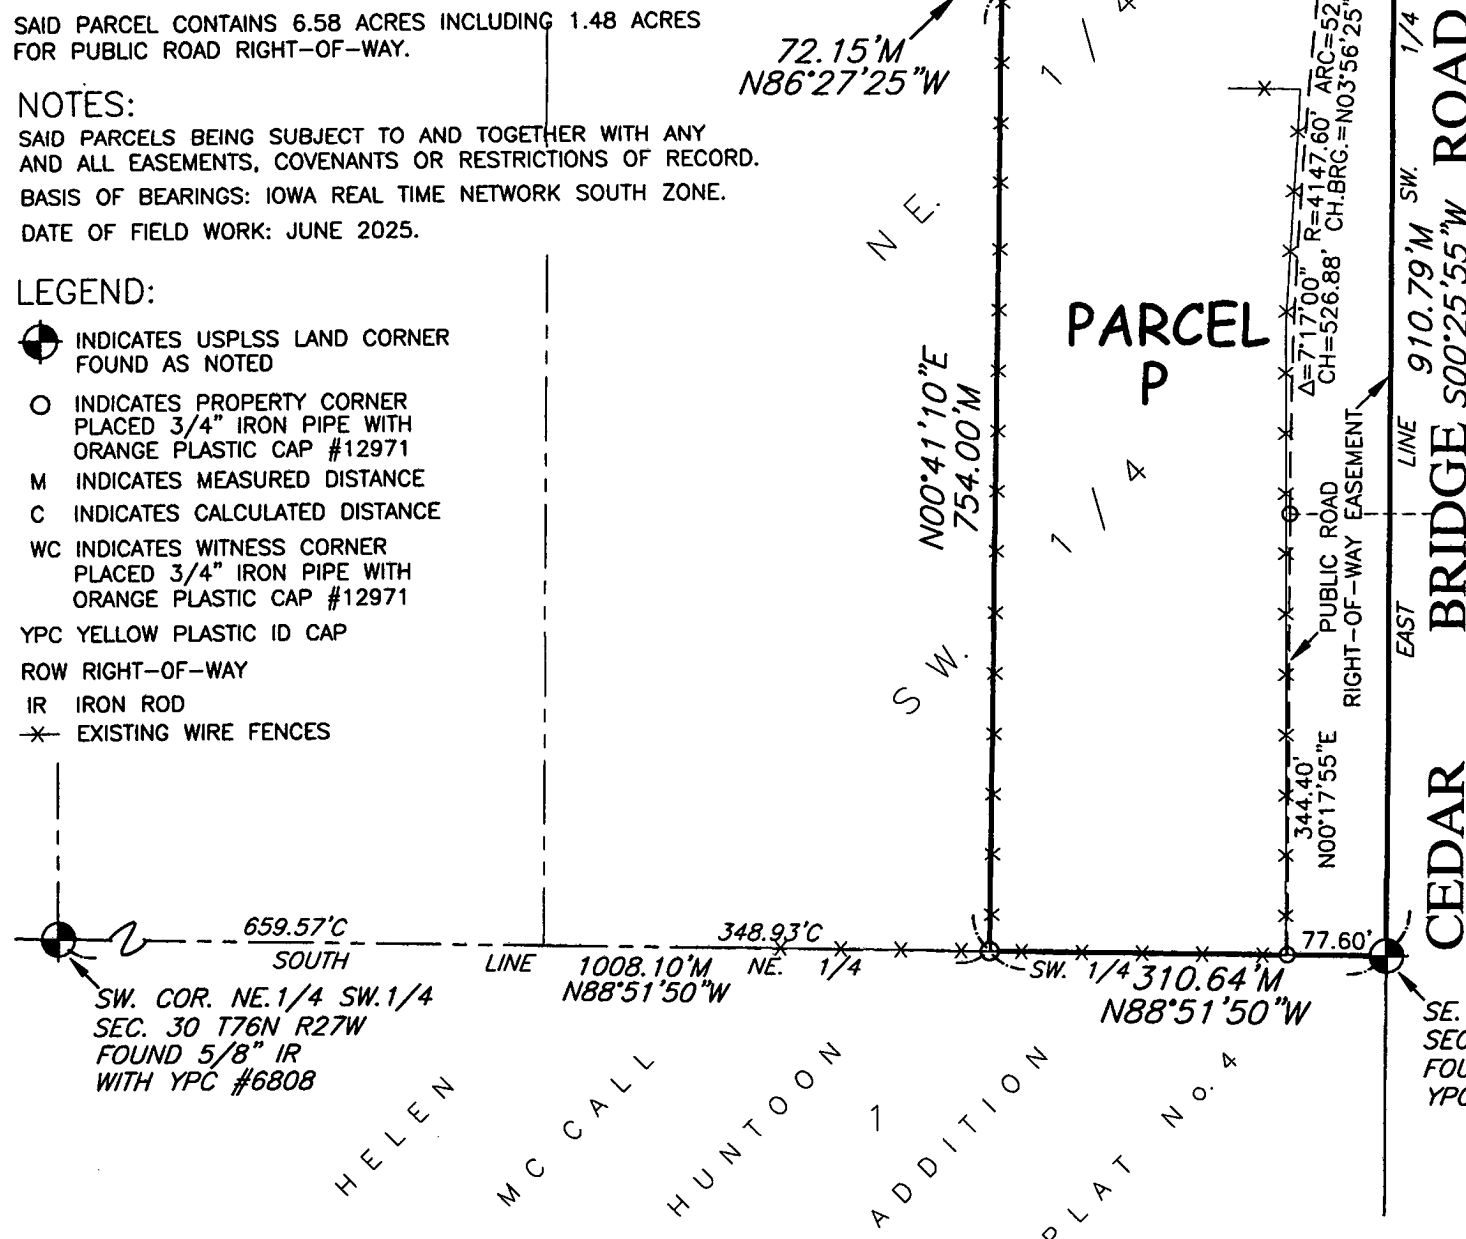 SAID PARCEL CONTAINS 6.58 ACRES INCLUDING 1.48 ACRES
FOR PUBLIC ROAD RIGHT-OF-WAY.
NOTES:
SAID PARCELS BEING SUBJECT TO AND TOGETHER WITH ANY
AND ALL EASEMENTS, COVENANTS OR RESTRICTIONS OF RECORD.
BASIS OF BEARINGS: IOWA REAL TIME NETWORK SOUTH ZONE.
DATE OF FIELD WORK: JUNE 2025.
LEGEND:
INDICATES USPLSS LAND CORNER
FOUND AS NOTED
INDICATES PROPERTY CORNER
PLACED 3/4" IRON PIPE WITH
ORANGE PLASTIC CAP #12971
M INDICATES MEASURED DISTANCE
C INDICATES CALCULATED DISTANCE
WC INDICATES WITNESS CORNER
PLACED 3/4" IRON PIPE WITH
ORANGE PLASTIC CAP #12971
YPC YELLOW PLASTIC ID CAP
ROW RIGHT-OF-WAY
IR IRON ROD
EXISTING WIRE FENCES
72.15'M
N86°27'25"W
SW. 1/4 NE. 1/4
PARCEL
P
N00°41'10"E
754.00'M
Δ=7°17'00" R=4147.60' ARC=52
CH=526.88' CH.BRG.=N03°56'25"
PUBLIC ROAD
RIGHT-OF-WAY EASEMENT
344.40'
N00°17'55"E
EAST LINE SW. 1/4
910.79'M
S00°25'55"W
CEDAR BRIDGE ROAD
659.57'C
348.93'C
77.60'
SOUTH LINE NE. 1/4 SW. 1/4
1008.10'M
N88°51'50"W
310.64'M
N88°51'50"W
SW. COR. NE.1/4 SW.1/4
SEC. 30 T76N R27W
FOUND 5/8" IR
WITH YPC #6808
SE.
SEC
FOU
YPC
HELEN MC CALL HUNTOON ADDITION PLAT No. 4
1